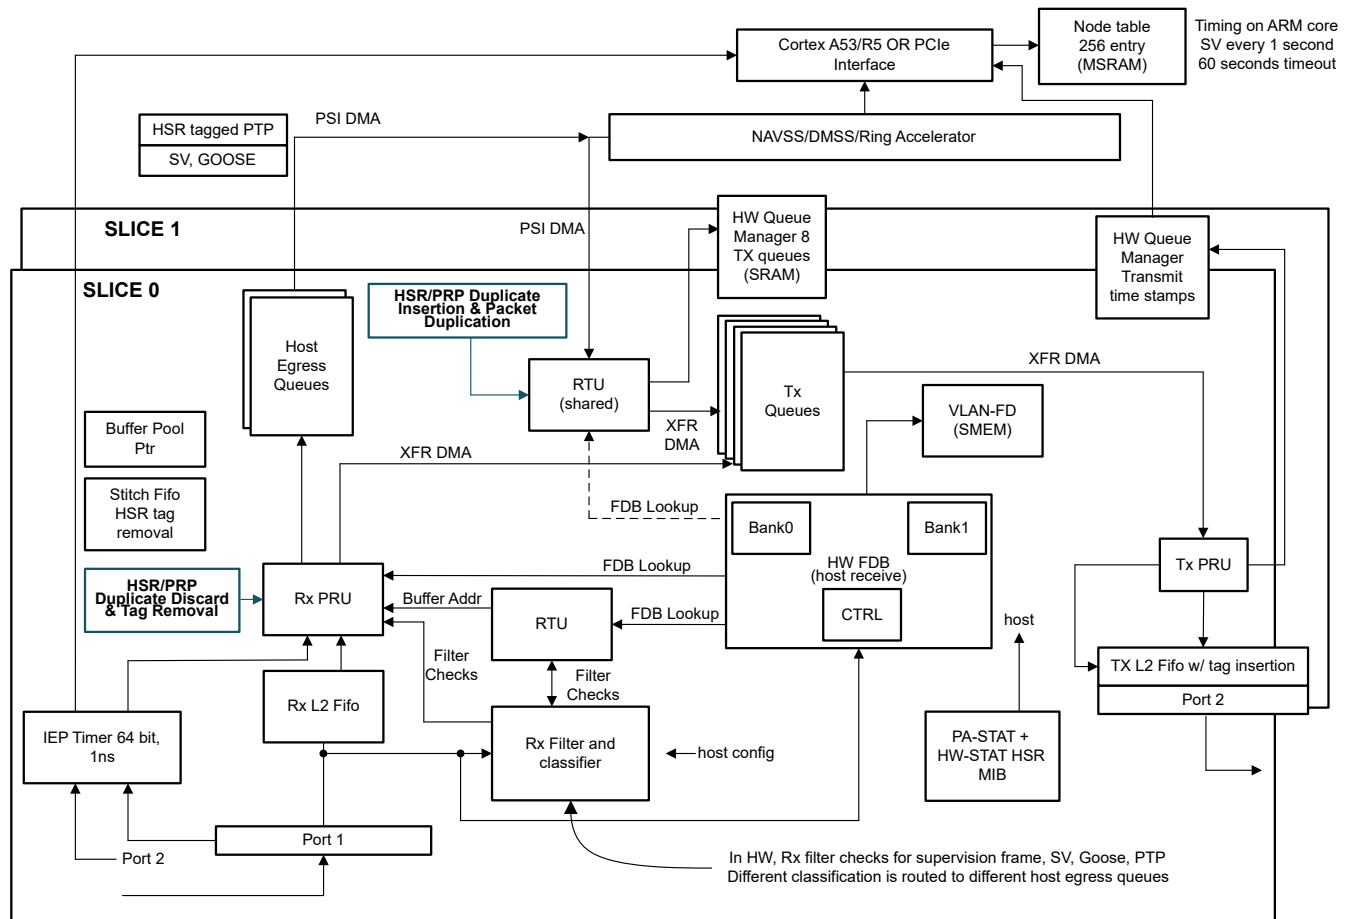 Cortex A53/R5 OR PCIe
Interface
Node table
256 entry
(MSRAM)
Timing on ARM core
SV every 1 second
60 seconds timeout
HSR tagged PTP
SV, GOOSE
PSI DMA
NAVSS/DMSS/Ring Accelerator
SLICE 1
PSI DMA
HW Queue
Manager 8
TX queues
(SRAM)
HW Queue
Manager
Transmit
time stamps
SLICE 0
HSR/PRP Duplicate
Insertion & Packet
Duplication
Host
Egress
Queues
RTU
(shared)
XFR
DMA
Tx
Queues
XFR DMA
VLAN-FD
(SMEM)
Buffer Pool
Ptr
Stitch Fifo
HSR tag
removal
XFR DMA
FDB Lookup
Bank0
Bank1
HW FDB
(host receive)
CTRL
HSR/PRP
Duplicate Discard
& Tag Removal
Rx PRU
FDB Lookup
Buffer Addr
RTU
FDB Lookup
Tx PRU
host
Filter
Checks
Filter
Checks
TX L2 Fifo w/ tag insertion
Port 2
Rx L2 Fifo
IEP Timer 64 bit,
1ns
Rx Filter and
classifier
host config
PA-STAT +
HW-STAT HSR
MIB
Port 1
Port 2
In HW, Rx filter checks for supervision frame, SV, Goose, PTP
Different classification is routed to different host egress queues